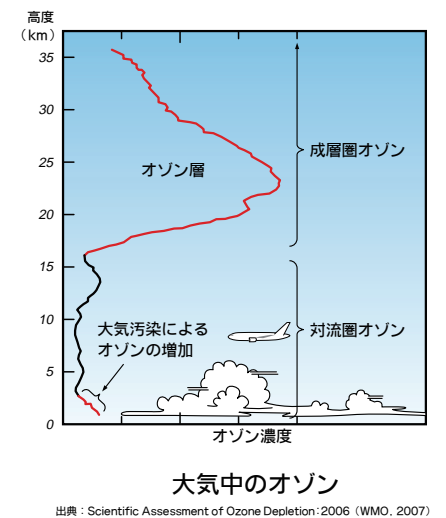 高度
（km）
35
30
25
20
15
10
5
0
成層圏オゾン
オゾン層
対流圏オゾン
大気汚染による
オゾンの増加
オゾン濃度
大気中のオゾン
出典：Scientific Assessment of Ozone Depletion：2006（WMO, 2007）